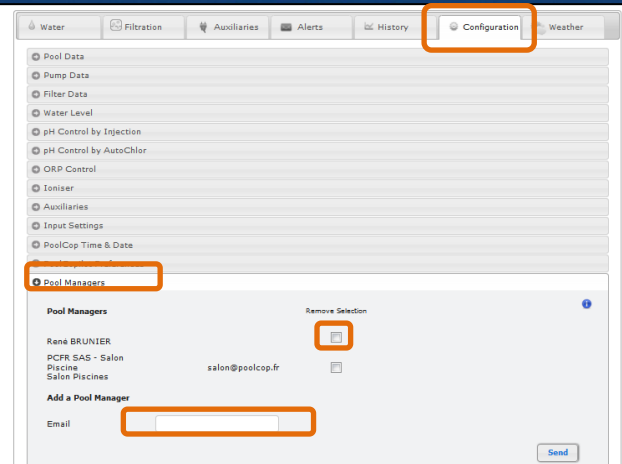 Water Filtration Auxiliaries Alerts History Configuration Weather
Pool Data
Pump Data
Filter Data
Water Level
pH Control by Injection
pH Control by AutoChlor
ORP Control
Ioniser
Auxiliaries
Input Settings
PoolCop Time & Date
Pool Managers
Pool Managers Remove Selection
René BRUNIER
PCFR SAS - Salon
Piscine salon@poolcop.fr
Salon Piscines
Add a Pool Manager
Email
Send